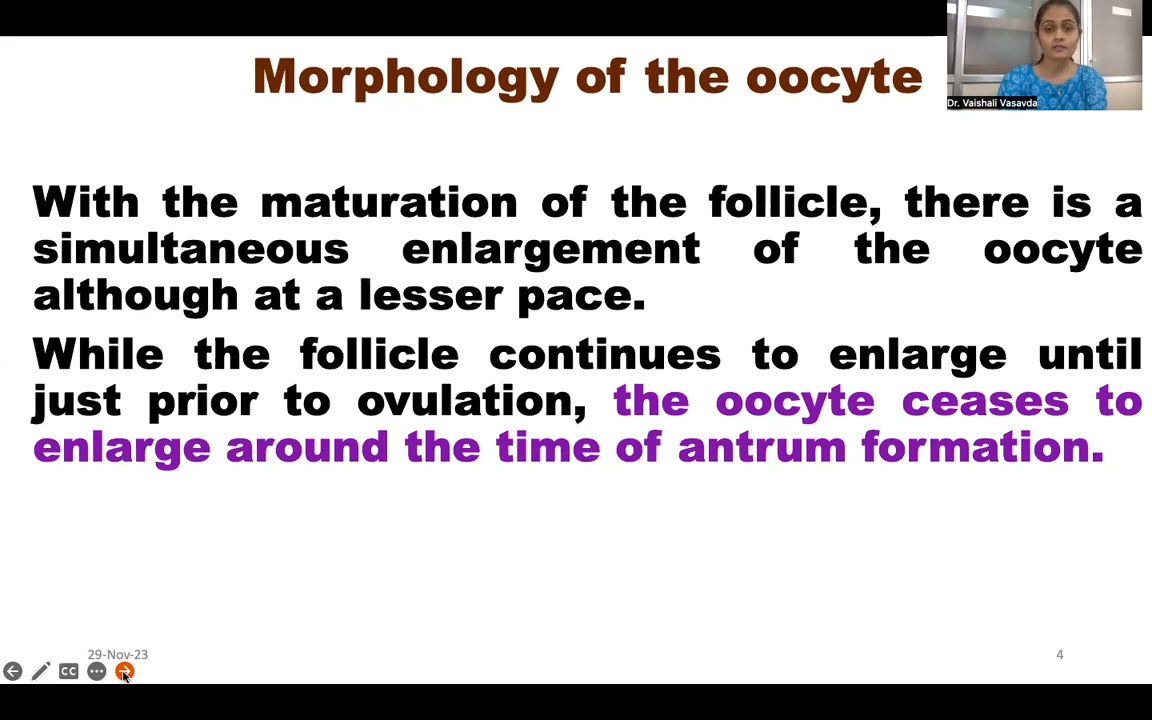 Morphology of the oocyte
Dr. Vaishali Vasavda
With the maturation of the follicle, there is a
simultaneous enlargement of the oocyte
although at a lesser pace.
While the follicle continues to enlarge until
just prior to ovulation, the oocyte ceases to
enlarge around the time of antrum formation.
29-Nov-23
4
CC